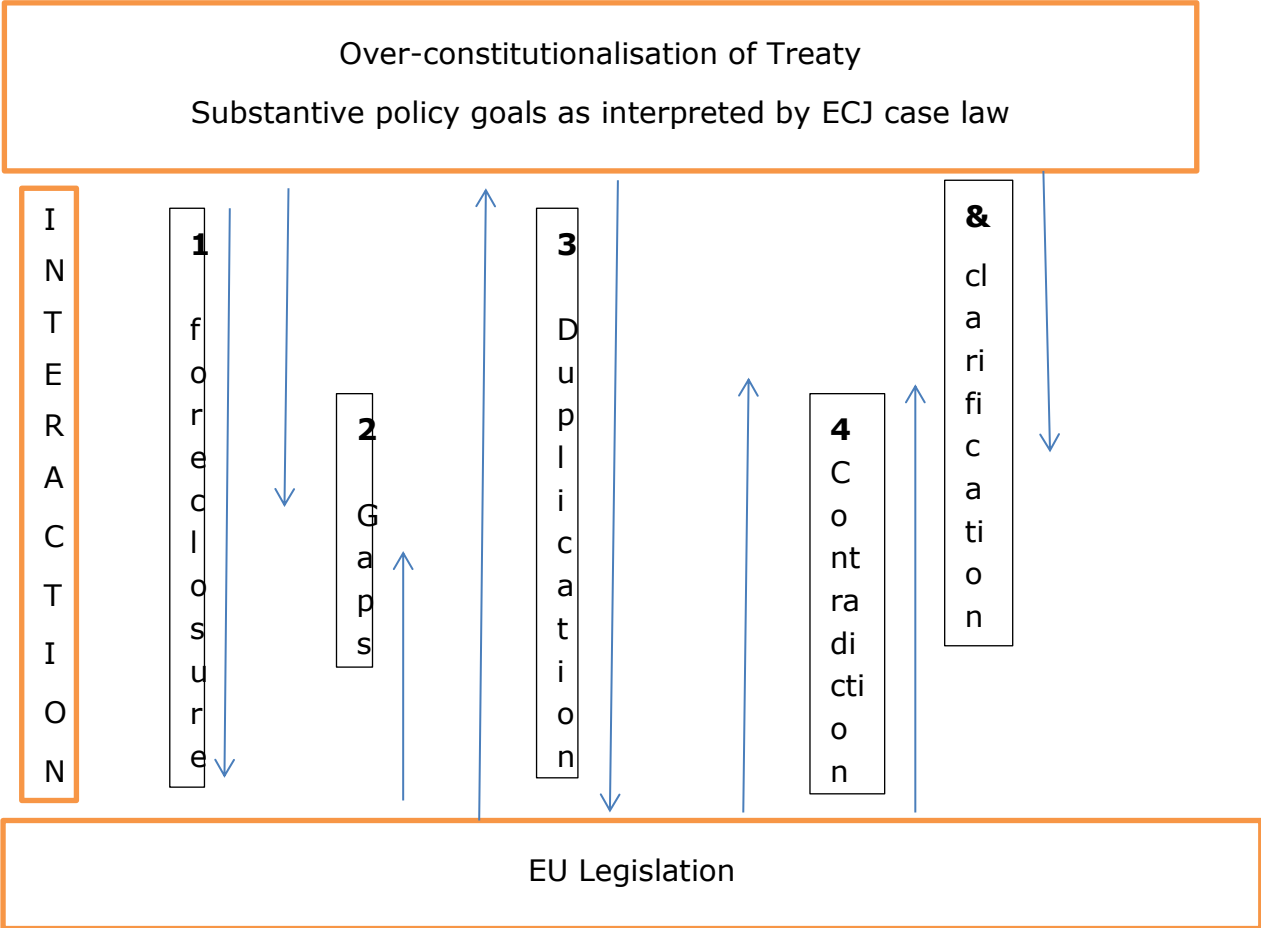 Over-constitutionalisation of Treaty
Substantive policy goals as interpreted by ECJ case law
INTERACTION
1
foreclosure
2
Gaps
3
Duplication
4
Contradiction
&
clarification
EU Legislation